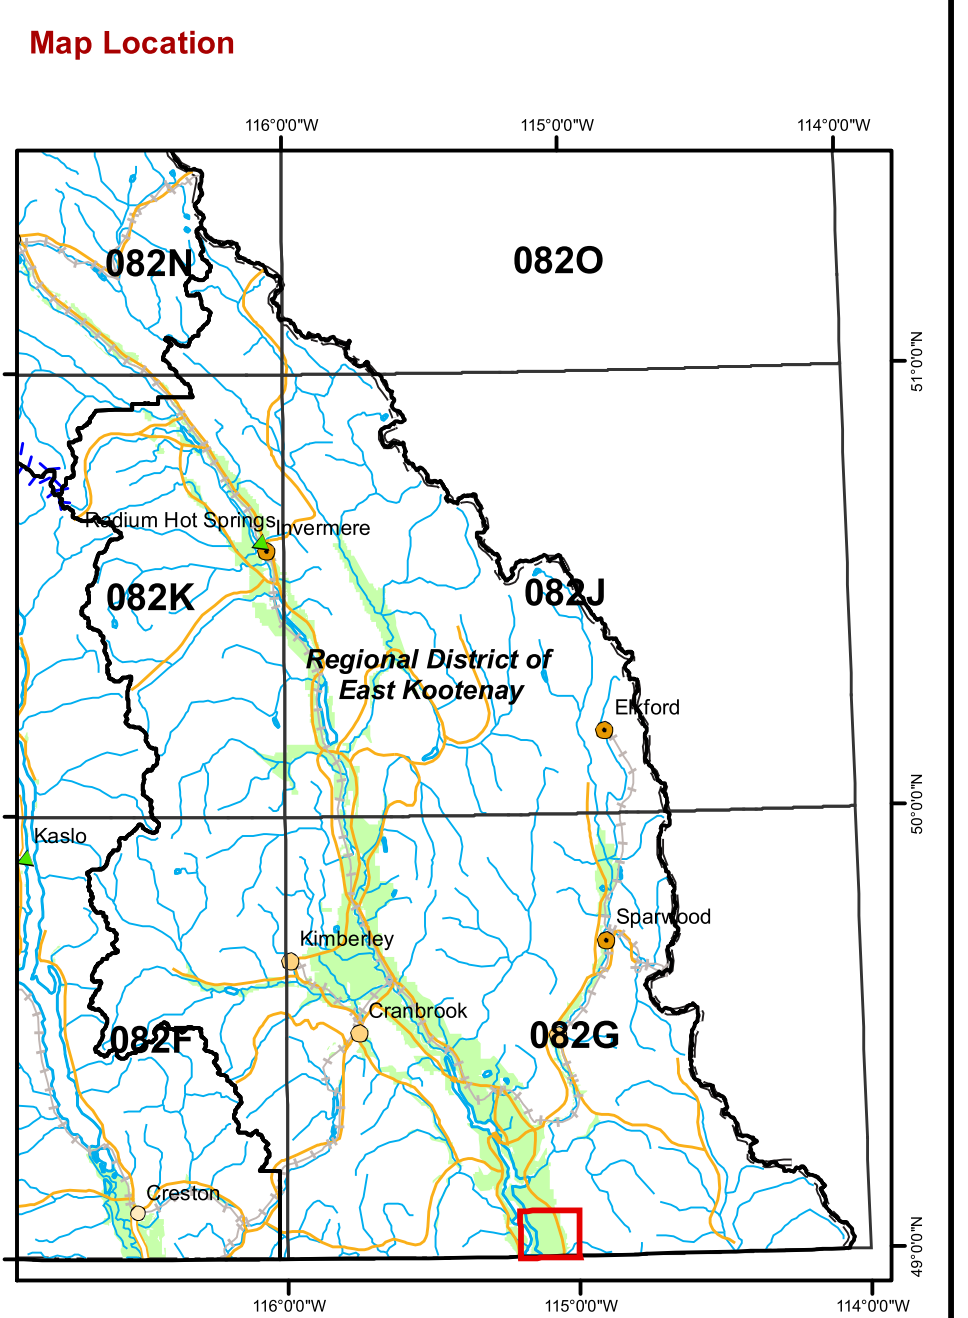 Map Location
116°0'0"W 115°0'0"W 114°0'0"W
082N
082O
51°0'0"N
Radium Hot Springs
Invermere
082K
082J
Regional District of
East Kootenay
Elkford
50°0'0"N
Kaslo
Sparwood
Kimberley
Cranbrook
082F
082G
Creston
49°0'0"N
116°0'0"W 115°0'0"W 114°0'0"W